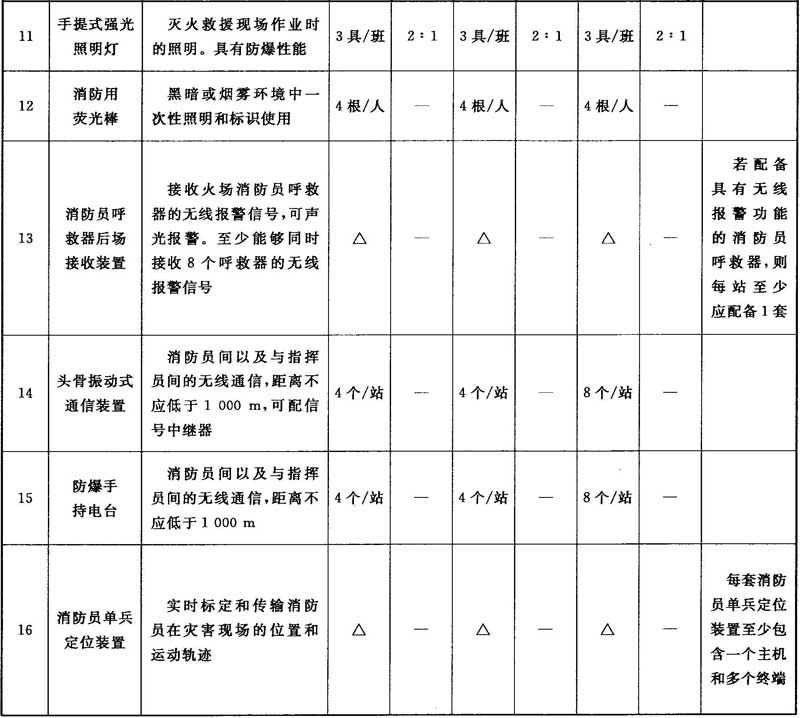 11 手提式强光照明灯 灭火救援现场作业时的照明。具有防爆性能 3具/班 2：1 3具/班 2：1 3具/班 2：1
12 消防用荧光棒 黑暗或烟雾环境中一次性照明和标识使用 4根/人 — 4根/人 — 4根/人 —
13 消防员呼救器后场接收装置 接收火场消防员呼救器的无线报警信号，可声光报警。至少能够同时接收8个呼救器的无线报警信号 △ — △ — △ — 若配备具有无线报警功能的消防员呼救器，则每站至少应配备1套
14 头骨振动式通信装置 消防员间以及与指挥员间的无线通信，距离不应低于1 000 m，可配信号中继器 4个/站 — 4个/站 — 8个/站 —
15 防爆手持电台 消防员间以及与指挥员间的无线通信，距离不应低于1 000 m 4个/站 — 4个/站 — 8个/站 —
16 消防员单兵定位装置 实时标定和传输消防员在灾害现场的位置和运动轨迹 △ — △ — △ — 每套消防员单兵定位装置至少包含一个主机和多个终端